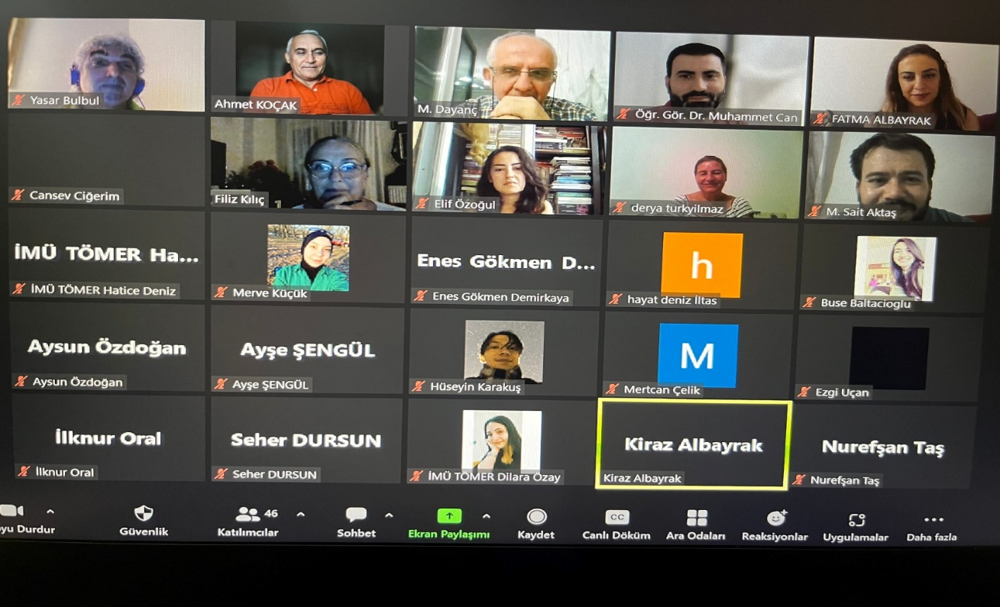 Yasar Bulbul
Ahmet KOÇAK
M. Dayanç
Öğr. Gör. Dr. Muhammet Can
FATMA ALBAYRAK
Cansev Ciğerim
Filiz Kılıç
Elif Özoğul
derya turkyilmaz
M. Sait Aktaş
İMÜ TÖMER Ha...
İMÜ TÖMER Hatice Deniz
Merve Küçük
Enes Gökmen D...
Enes Gökmen Demirkaya
h
hayat deniz İltas
Buse Baltacioglu
Aysun Özdoğan
Aysun Özdoğan
Ayşe ŞENGÜL
Ayşe ŞENGÜL
Hüseyin Karakuş
M
Mertcan Çelik
Ezgi Uçan
İlknur Oral
İlknur Oral
Seher DURSUN
Seher DURSUN
İMÜ TÖMER Dilara Özay
Kiraz Albayrak
Kiraz Albayrak
Nurefşan Taş
Nurefşan Taş
oyu Durdur
Güvenlik
46
Katılımcılar
Sohbet
Ekran Paylaşımı
Kaydet
CC
Canlı Döküm
Ara Odaları
Reaksiyonlar
Uygulamalar
Daha fazla